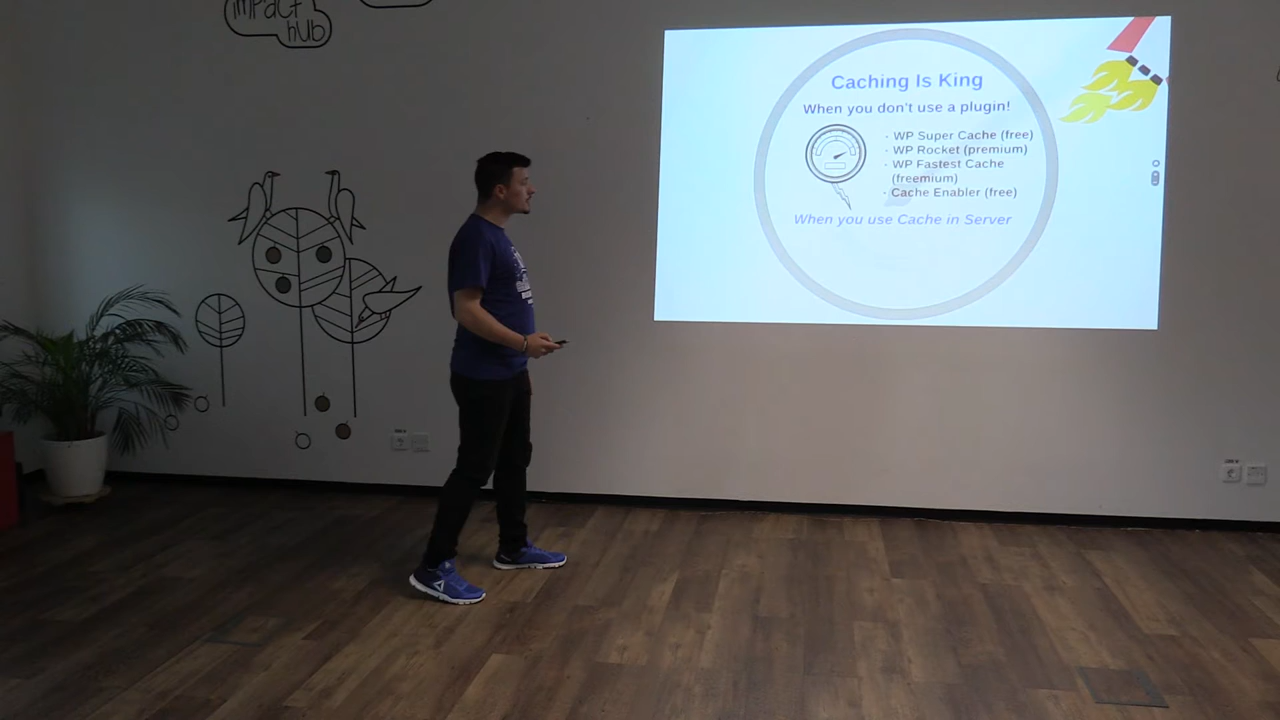 impact
hub
Caching Is King
When you don't use a plugin!
- WP Super Cache (free)
- WP Rocket (premium)
- WP Fastest Cache
(freemium)
- Cache Enabler (free)
When you use Cache in Server